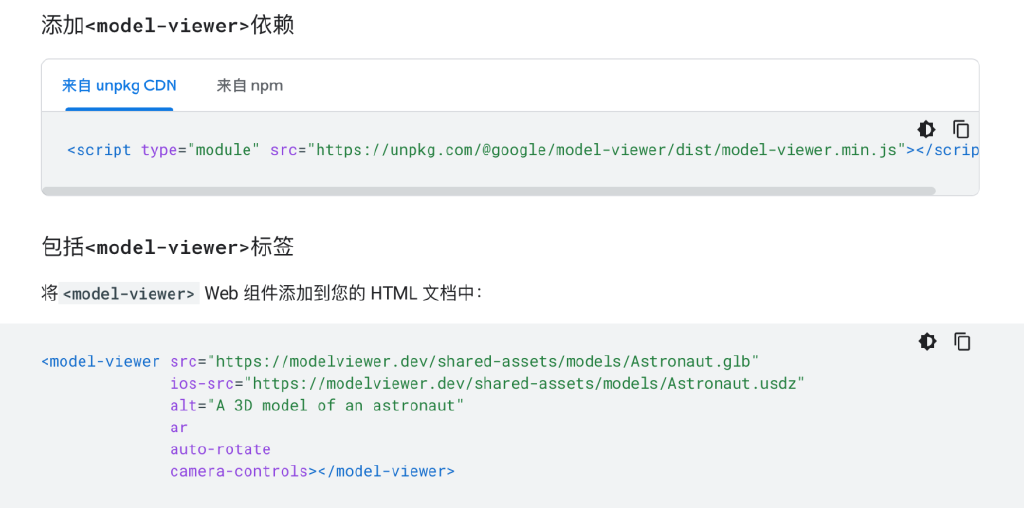 添加<model-viewer>依赖
来自 unpkg CDN 来自 npm
<script type="module" src="https://unpkg.com/@google/model-viewer/dist/model-viewer.min.js"></scrip
包括<model-viewer>标签
将 <model-viewer> Web 组件添加到您的 HTML 文档中：
<model-viewer src="https://modelviewer.dev/shared-assets/models/Astronaut.glb"
ios-src="https://modelviewer.dev/shared-assets/models/Astronaut.usdz"
alt="A 3D model of an astronaut"
ar
auto-rotate
camera-controls></model-viewer>